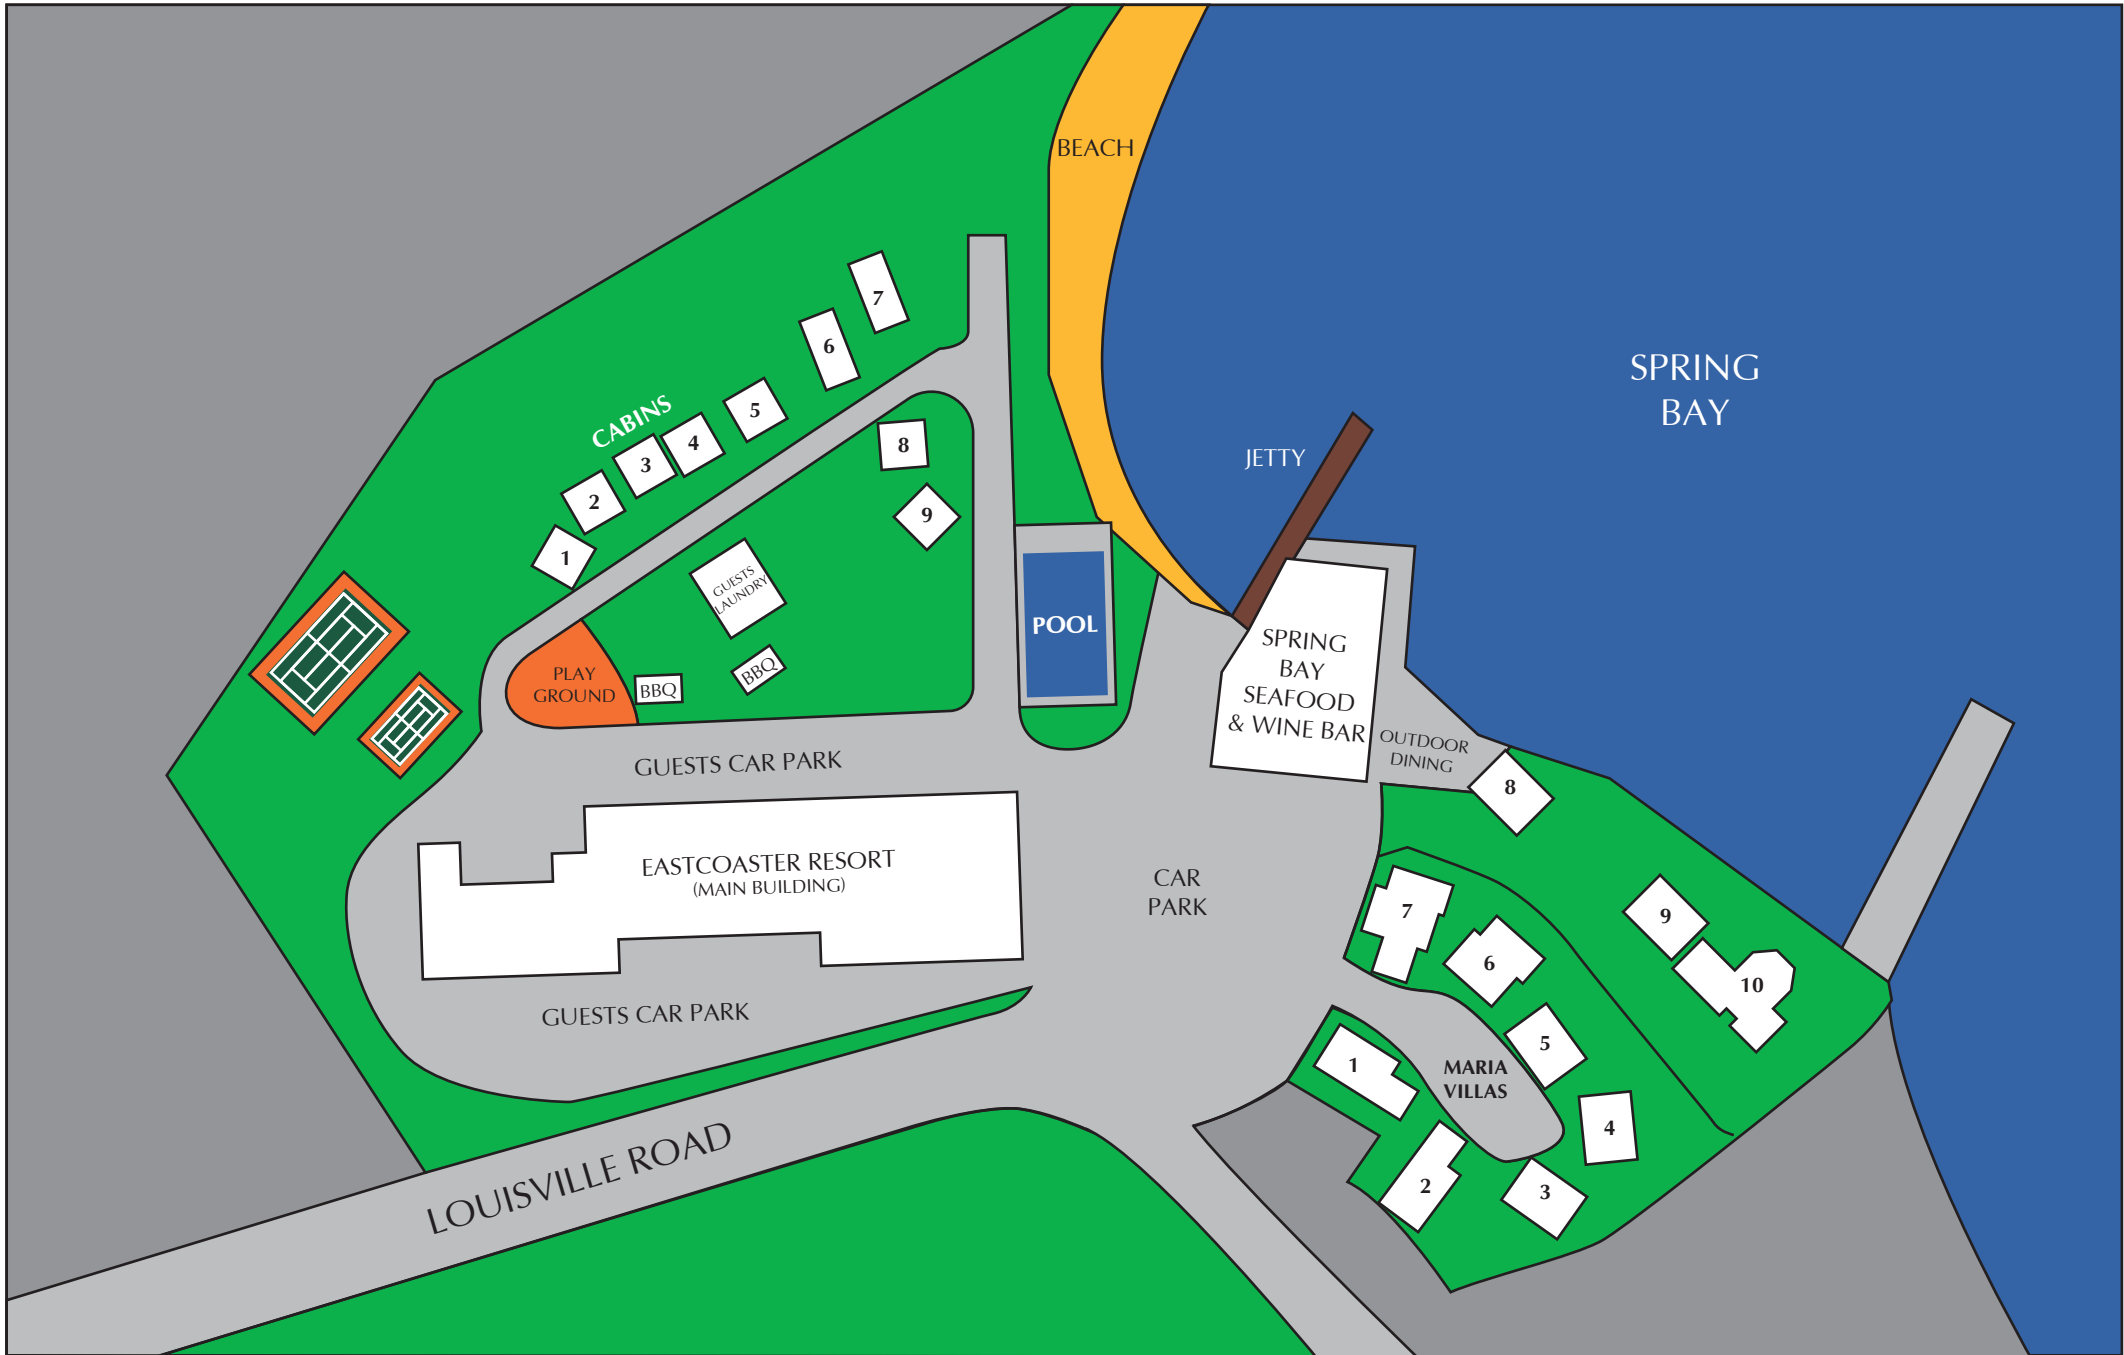 BEACH
SPRING
BAY
JETTY
CABINS
7
6
5
4
3
2
1
8
9
GUESTS
LAUNDRY
BBQ
BBQ
PLAY
GROUND
POOL
SPRING
BAY
SEAFOOD
& WINE BAR
OUTDOOR
DINING
GUESTS CAR PARK
EASTCOASTER RESORT
(MAIN BUILDING)
GUESTS CAR PARK
CAR
PARK
8
7
6
5
4
3
2
1
9
10
MARIA
VILLAS
LOUISVILLE ROAD